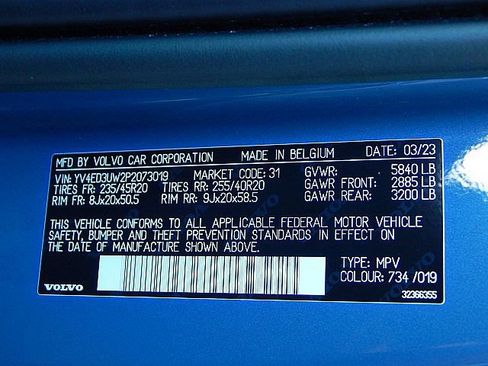 MFD BY VOLVO CAR CORPORATION MADE IN BELGIUM DATE: 03/23
VIN: YV4ED3UW2P2073019 MARKET CODE: 31 GVWR: 5840 LB
TIRES FR: 235/45R20 TIRES RR: 255/40R20 GAWR FRONT: 2885 LB
RIM FR: 8Jx20x50.5 RIM RR: 9Jx20x58.5 GAWR REAR: 3200 LB
THIS VEHICLE CONFORMS TO ALL APPLICABLE FEDERAL MOTOR VEHICLE
SAFETY, BUMPER AND THEFT PREVENTION STANDARDS IN EFFECT ON THE
DATE OF MANUFACTURE SHOWN ABOVE.
TYPE: MPV
COLOUR: 734 /019
VOLVO 32366355